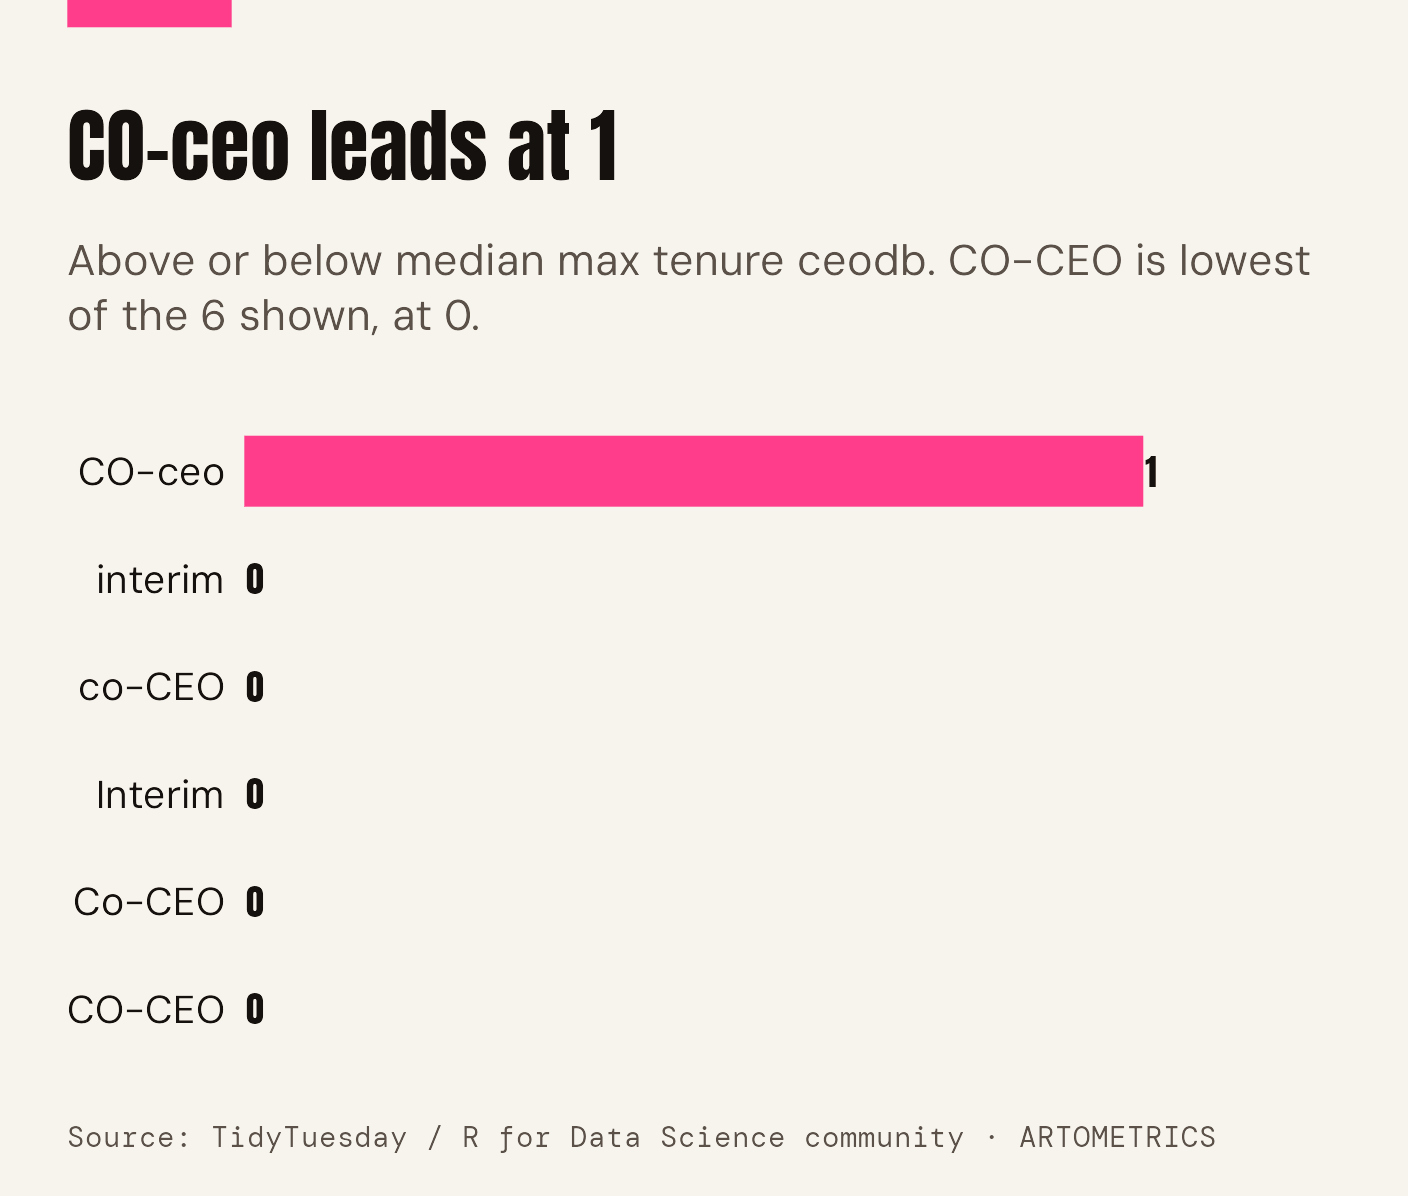 CO-ceo leads at 1
Above or below median max tenure ceodb. CO-CEO is lowest
of the 6 shown, at 0.
CO-ceo 1
interim 0
co-CEO 0
Interim 0
Co-CEO 0
CO-CEO 0
Source: TidyTuesday / R for Data Science community · ARTOMETRICS